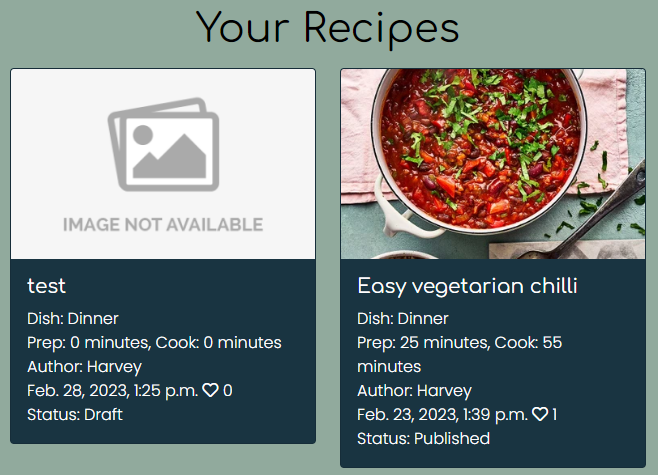 Your Recipes
IMAGE NOT AVAILABLE
test
Dish: Dinner
Prep: 0 minutes, Cook: 0 minutes
Author: Harvey
Feb. 28, 2023, 1:25 p.m. ♡ 0
Status: Draft
Easy vegetarian chilli
Dish: Dinner
Prep: 25 minutes, Cook: 55
minutes
Author: Harvey
Feb. 23, 2023, 1:39 p.m. ♡ 1
Status: Published